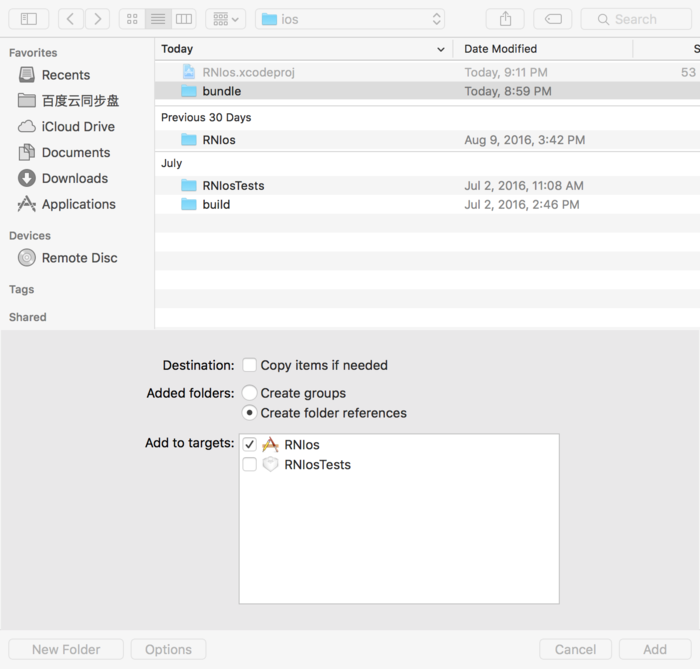 ios
Search
Favorites
Recents
百度云同步盘
iCloud Drive
Documents
Downloads
Applications
Devices
Remote Disc
Tags
Shared
Today Date Modified S
RNIos.xcodeproj Today, 9:11 PM 53
bundle Today, 8:59 PM
Previous 30 Days
RNIos Aug 9, 2016, 3:42 PM
July
RNIosTests Jul 2, 2016, 11:08 AM
build Jul 2, 2016, 2:46 PM
Destination: Copy items if needed
Added folders: Create groups
Create folder references
Add to targets: RNIos
RNIosTests
New Folder Options Cancel Add